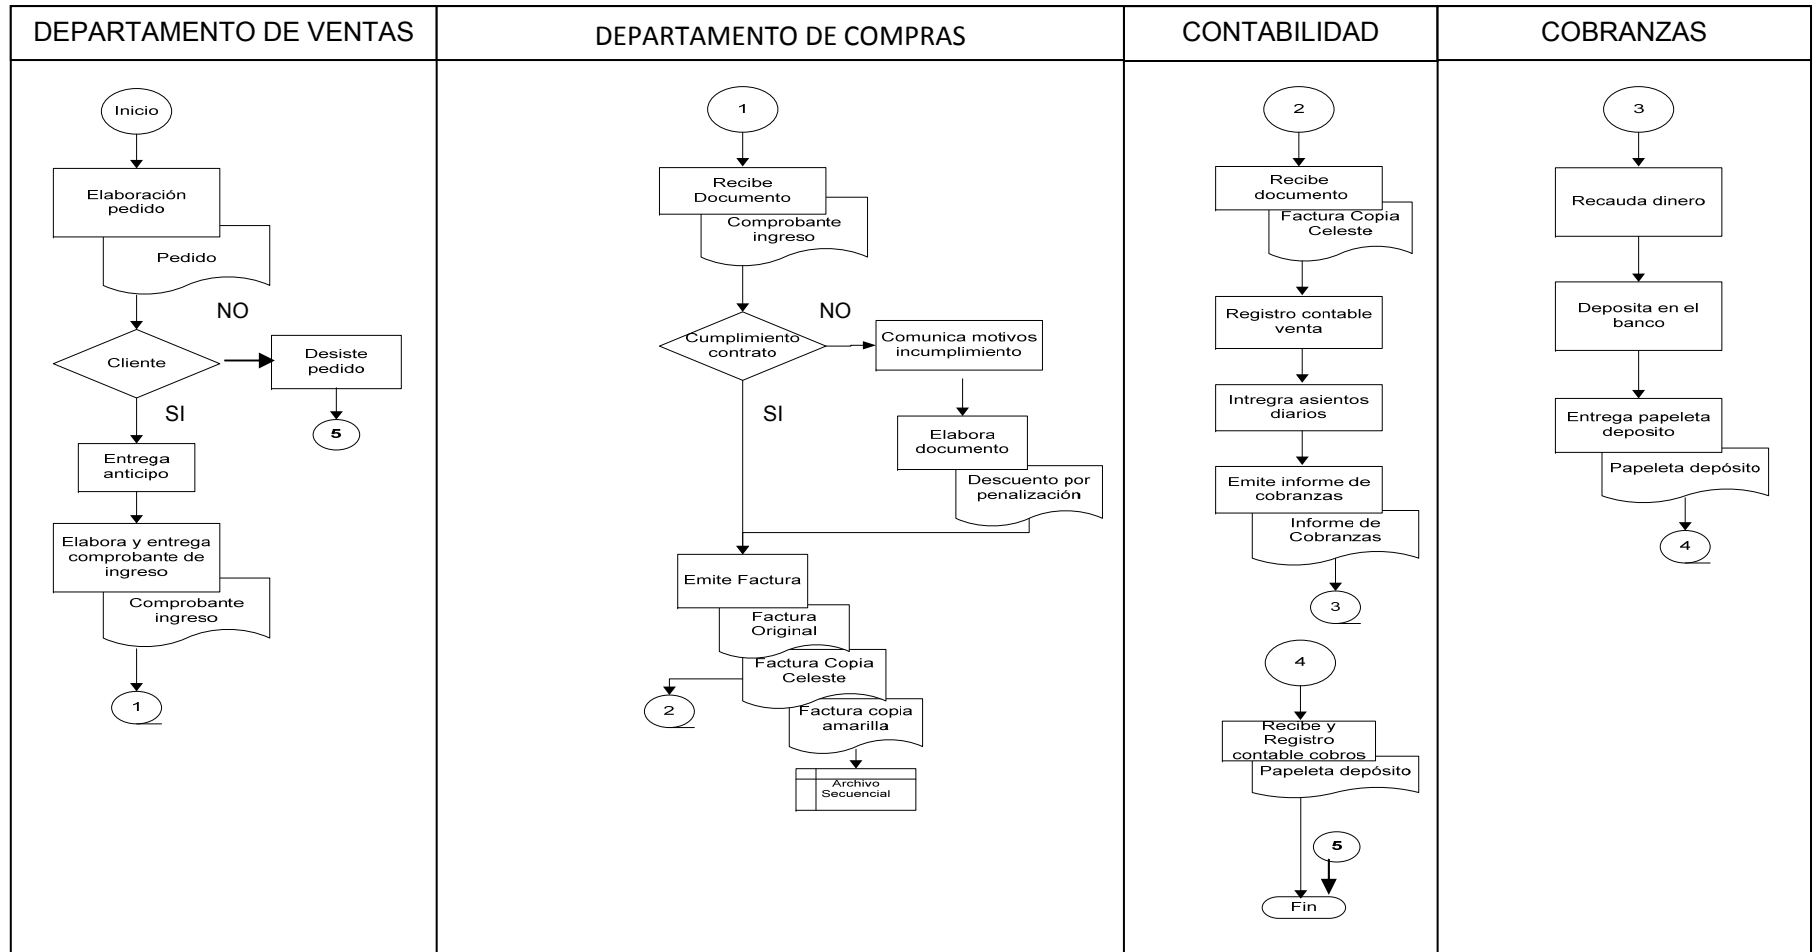 DEPARTAMENTO DE VENTAS
DEPARTAMENTO DE COMPRAS
CONTABILIDAD
COBRANZAS
Inicio
Elaboración
pedido
Pedido
NO
Cliente
Desiste
pedido
5
SI
Entrega
anticipo
Elabora y entrega
comprobante de
ingreso
Comprobante
ingreso
1
1
Recibe
Documento
Comprobante
ingreso
NO
Cumplimiento
contrato
Comunica motivos
incumplimiento
SI
Elabora
documento
Descuento por
penalización
Emite Factura
Factura
Original
Factura Copia
Celeste
2
Factura copia
amarilla
Archivo
Secuencial
2
Recibe
documento
Factura Copia
Celeste
Registro contable
venta
Intregra asientos
diarios
Emite informe de
cobranzas
Informe de
Cobranzas
3
4
Recibe y
Registro
contable cobros
Papeleta depósito
5
Fin
3
Recauda dinero
Deposita en el
banco
Entrega papeleta
deposito
Papeleta depósito
4